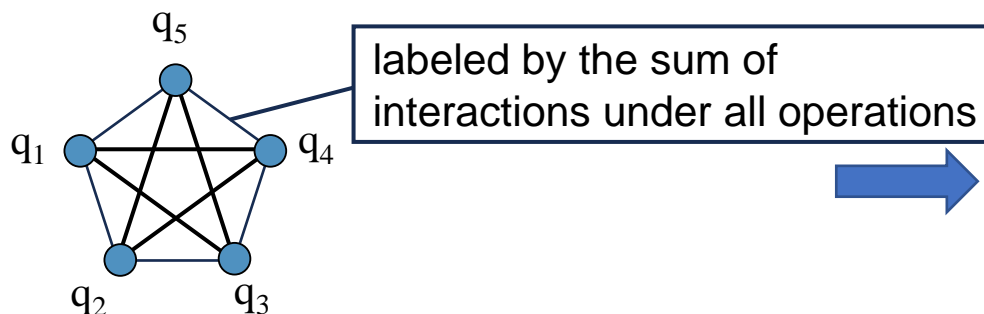 q₅
labeled by the sum of
interactions under all operations
q₁
q₄
q₂
q₃